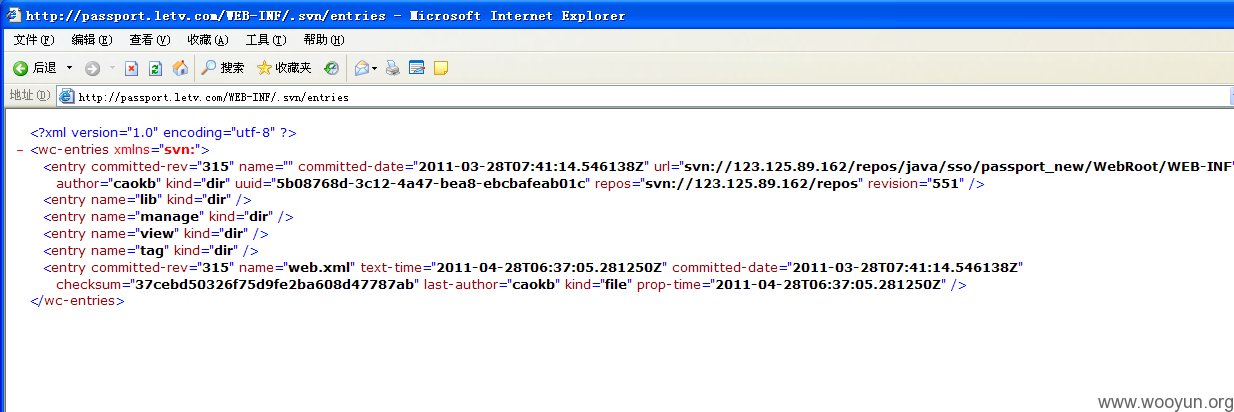 http://passport.letv.com/WEB-INF/.svn/entries - Microsoft Internet Explorer
文件(F) 编辑(E) 查看(V) 收藏(A) 工具(T) 帮助(H)
后退 搜索 收藏夹
地址(D) http://passport.letv.com/WEB-INF/.svn/entries
<?xml version="1.0" encoding="utf-8" ?>
- <wc-entries xmlns="svn:">
<entry committed-rev="315" name="" committed-date="2011-03-28T07:41:14.546138Z" url="svn://123.125.89.162/repos/java/sso/passport_new/WebRoot/WEB-INF"
author="caokb" kind="dir" uuid="5b08768d-3c12-4a47-bea8-ebcbafeab01c" repos="svn://123.125.89.162/repos" revision="551" />
<entry name="lib" kind="dir" />
<entry name="manage" kind="dir" />
<entry name="view" kind="dir" />
<entry name="tag" kind="dir" />
<entry committed-rev="315" name="web.xml" text-time="2011-04-28T06:37:05.281250Z" committed-date="2011-03-28T07:41:14.546138Z"
checksum="37cebd50326f75d9fe2ba608d47787ab" last-author="caokb" kind="file" prop-time="2011-04-28T06:37:05.281250Z" />
</wc-entries>
www.wooyun.org